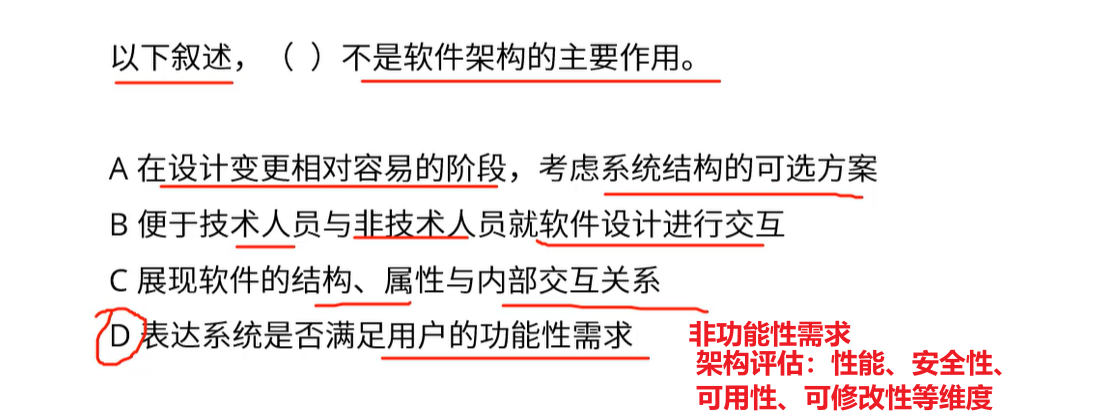 以下叙述，（ ）不是软件架构的主要作用。
A 在设计变更相对容易的阶段，考虑系统结构的可选方案
B 便于技术人员与非技术人员就软件设计进行交互
C 展现软件的结构、属性与内部交互关系
D 表达系统是否满足用户的功能性需求
非功能性需求
架构评估：性能、安全性、
可用性、可修改性等维度